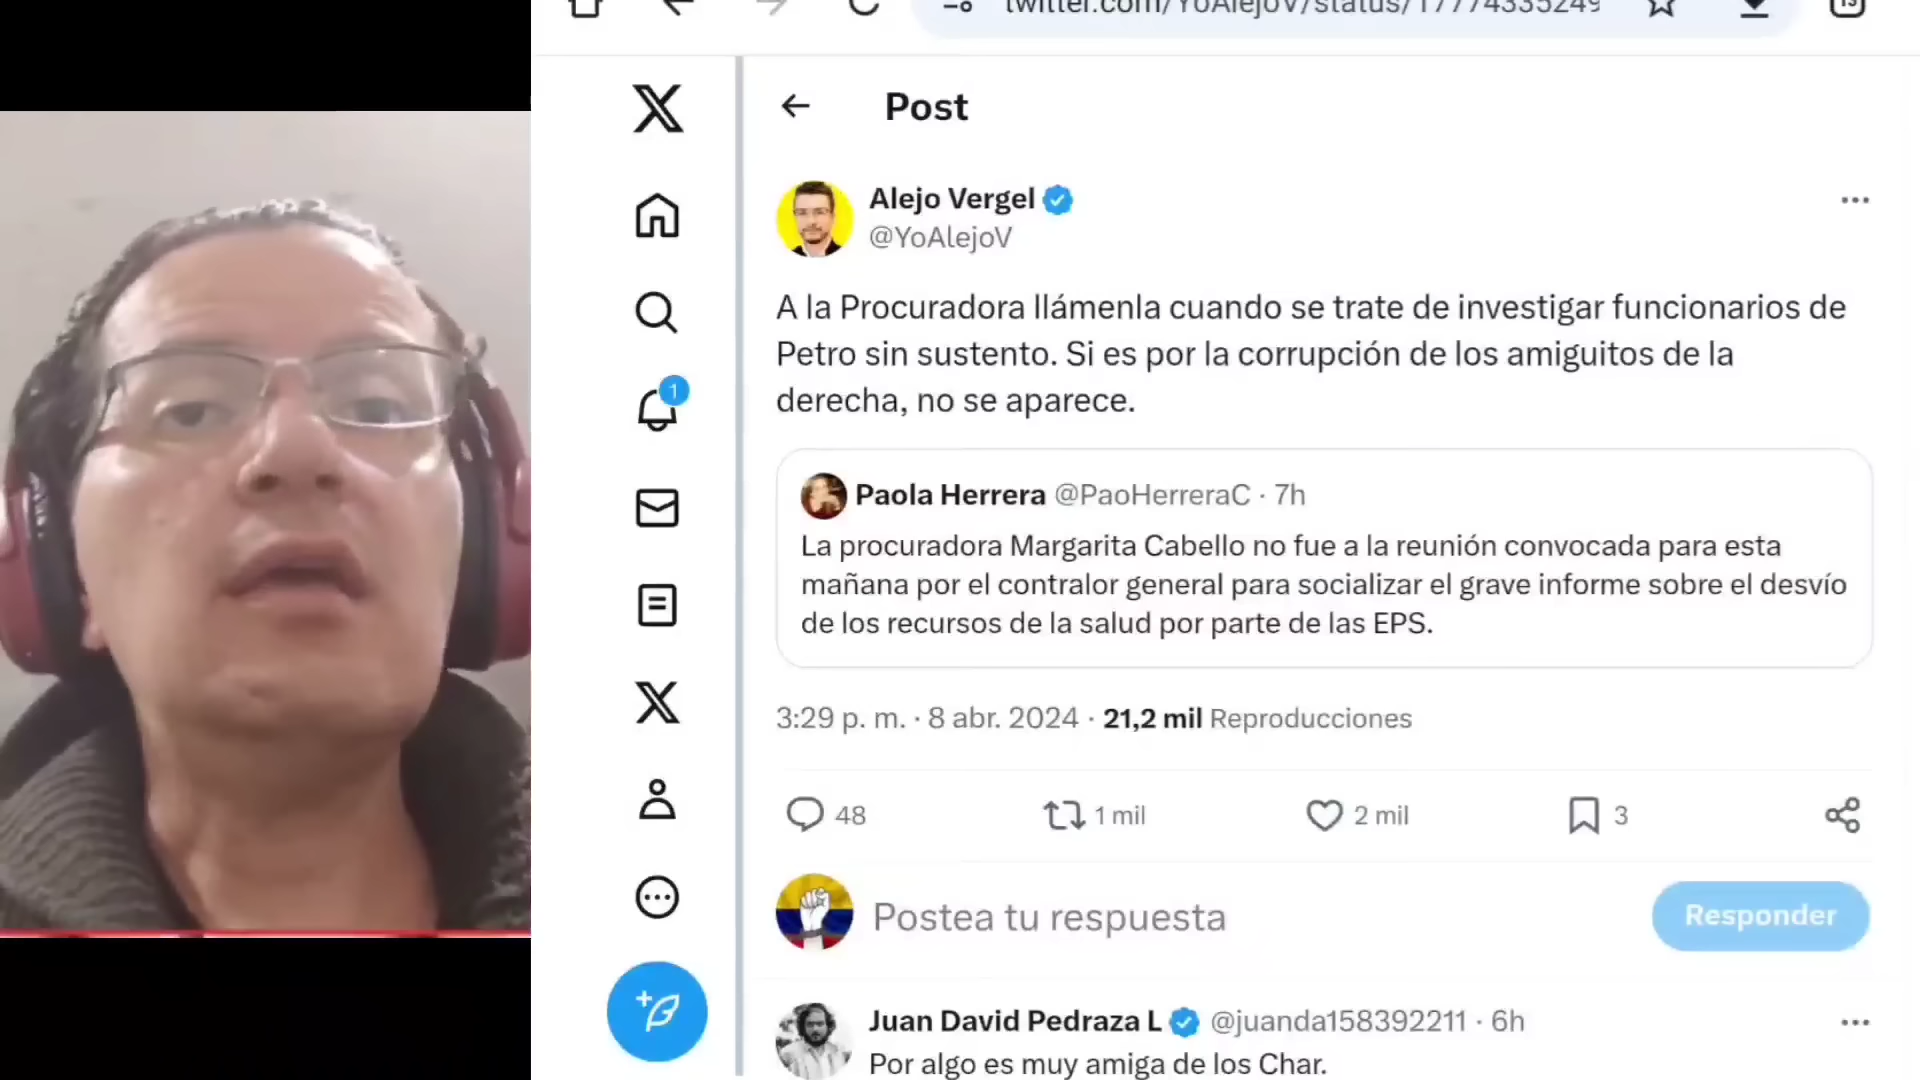 Post
Alejo Vergel
@YoAlejoV
A la Procuradora llámenla cuando se trate de investigar funcionarios de
Petro sin sustento. Si es por la corrupción de los amiguitos de la
derecha, no se aparece.
Paola Herrera @PaoHerreraC · 7h
La procuradora Margarita Cabello no fue a la reunión convocada para esta
mañana por el contralor general para socializar el grave informe sobre el desvío
de los recursos de la salud por parte de las EPS.
3:29 p. m. · 8 abr. 2024 · 21,2 mil Reproducciones
48 1 mil 2 mil 3
Postea tu respuesta
Responder
Juan David Pedraza L @juanda158392211 · 6h
Por algo es muy amiga de los Char.
1